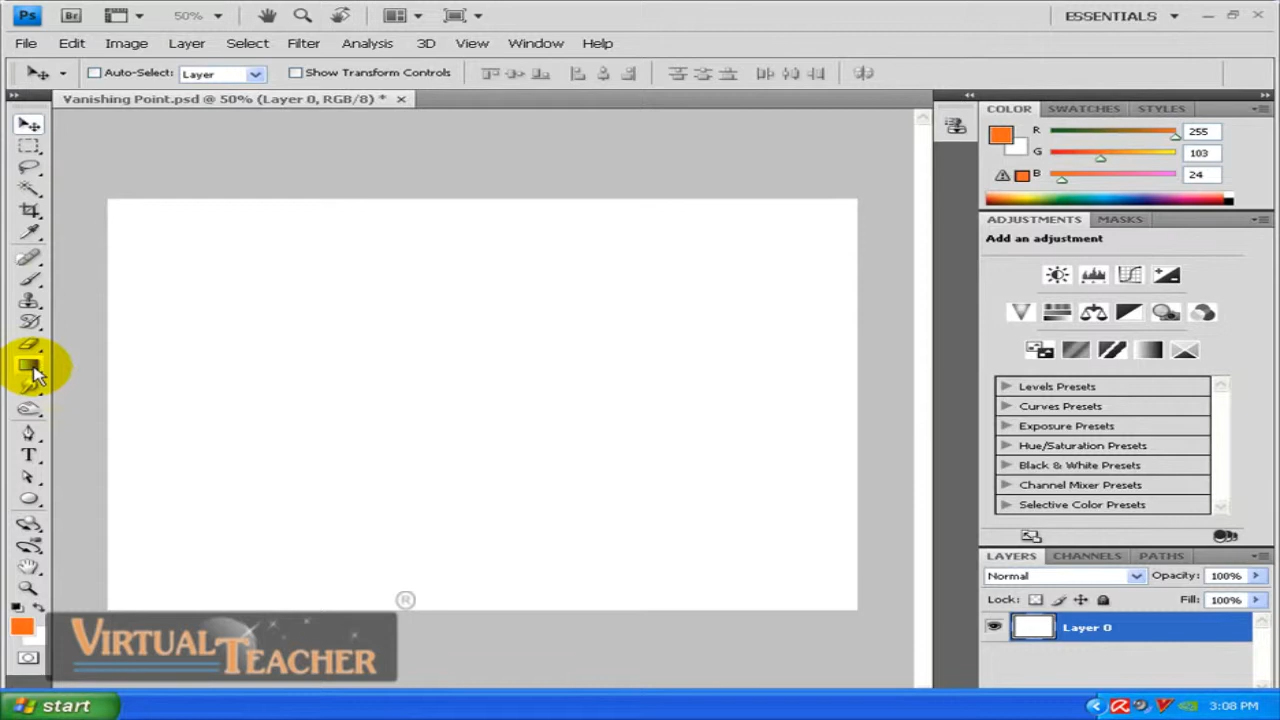 Ps Br 50% ESSENTIALS
File Edit Image Layer Select Filter Analysis 3D View Window Help
Auto-Select: Layer Show Transform Controls
Vanishing Point.psd @ 50% (Layer 0, RGB/8) *
COLOR SWATCHES STYLES
R 255
G 103
B 24
ADJUSTMENTS MASKS
Add an adjustment
Levels Presets
Curves Presets
Exposure Presets
Hue/Saturation Presets
Black & White Presets
Channel Mixer Presets
Selective Color Presets
LAYERS CHANNELS PATHS
Normal Opacity: 100%
Lock: Fill: 100%
Layer 0
T
®
VIRTUAL TEACHER
start 3:08 PM